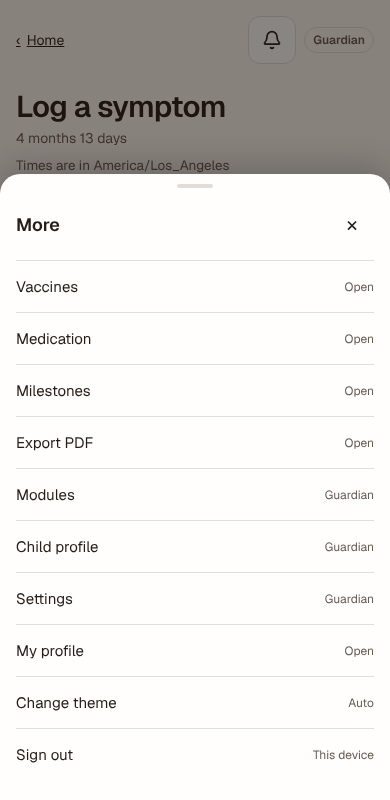 ‹ Home
Guardian
Log a symptom
4 months 13 days
Times are in America/Los_Angeles
More
Vaccines Open
Medication Open
Milestones Open
Export PDF Open
Modules Guardian
Child profile Guardian
Settings Guardian
My profile Open
Change theme Auto
Sign out This device